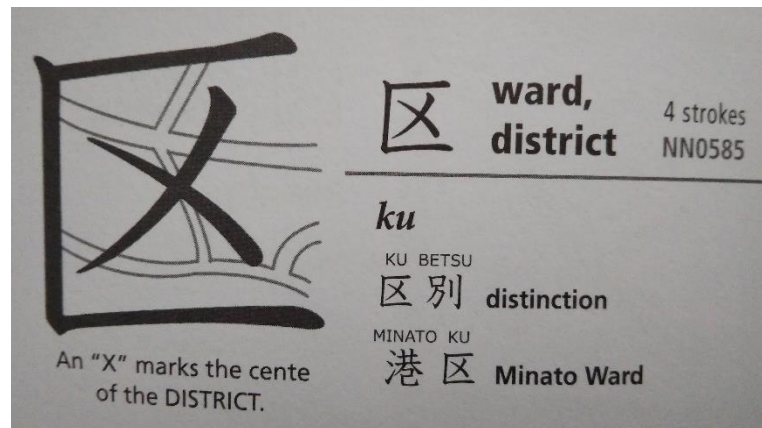 区
An "X" marks the cente
of the DISTRICT.
区 ward,
district
4 strokes
NN0585
ku
KU BETSU
区別 distinction
MINATO KU
港区 Minato Ward